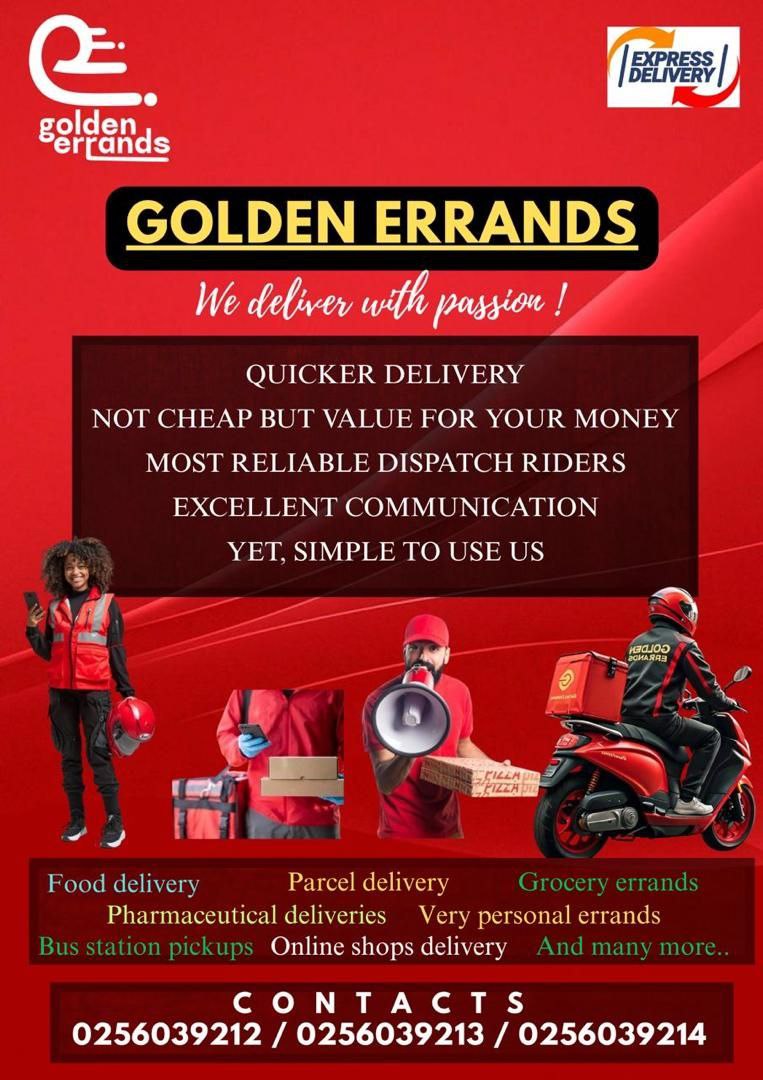 golden
errands
EXPRESS
DELIVERY
GOLDEN ERRANDS
We deliver with passion !
QUICKER DELIVERY
NOT CHEAP BUT VALUE FOR YOUR MONEY
MOST RELIABLE DISPATCH RIDERS
EXCELLENT COMMUNICATION
YET, SIMPLE TO USE US
GOLDEN
ERRANDS
PIZZA
PIZZA
Food delivery Parcel delivery Grocery errands
Pharmaceutical deliveries Very personal errands
Bus station pickups Online shops delivery And many more..
CONTACTS
0256039212 / 0256039213 / 0256039214